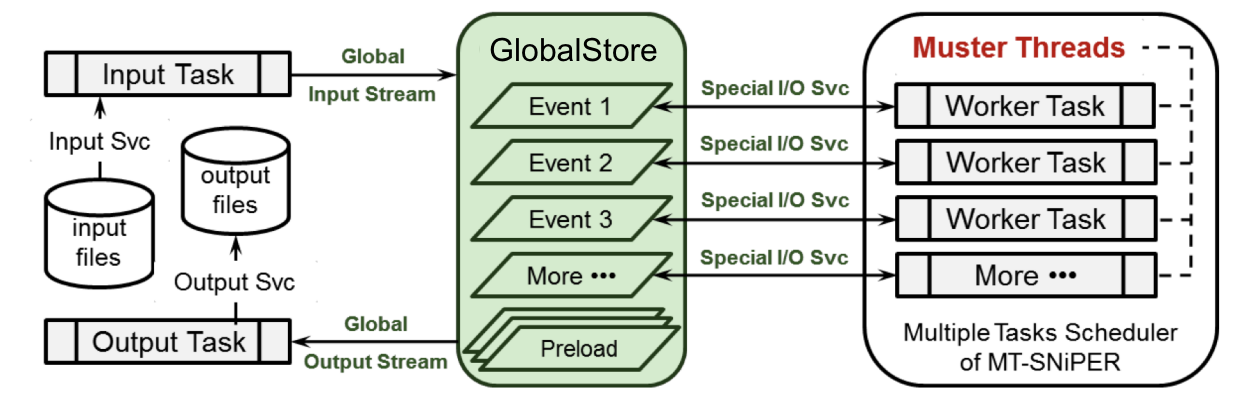 Input Task
Input Svc
input
files
output
files
Output Svc
Output Task
Global
Input Stream
Global
Output Stream
GlobalStore
Event 1
Event 2
Event 3
More •••
Preload
Special I/O Svc
Special I/O Svc
Special I/O Svc
Special I/O Svc
Muster Threads
Worker Task
Worker Task
Worker Task
More •••
Multiple Tasks Scheduler
of MT-SNiPER